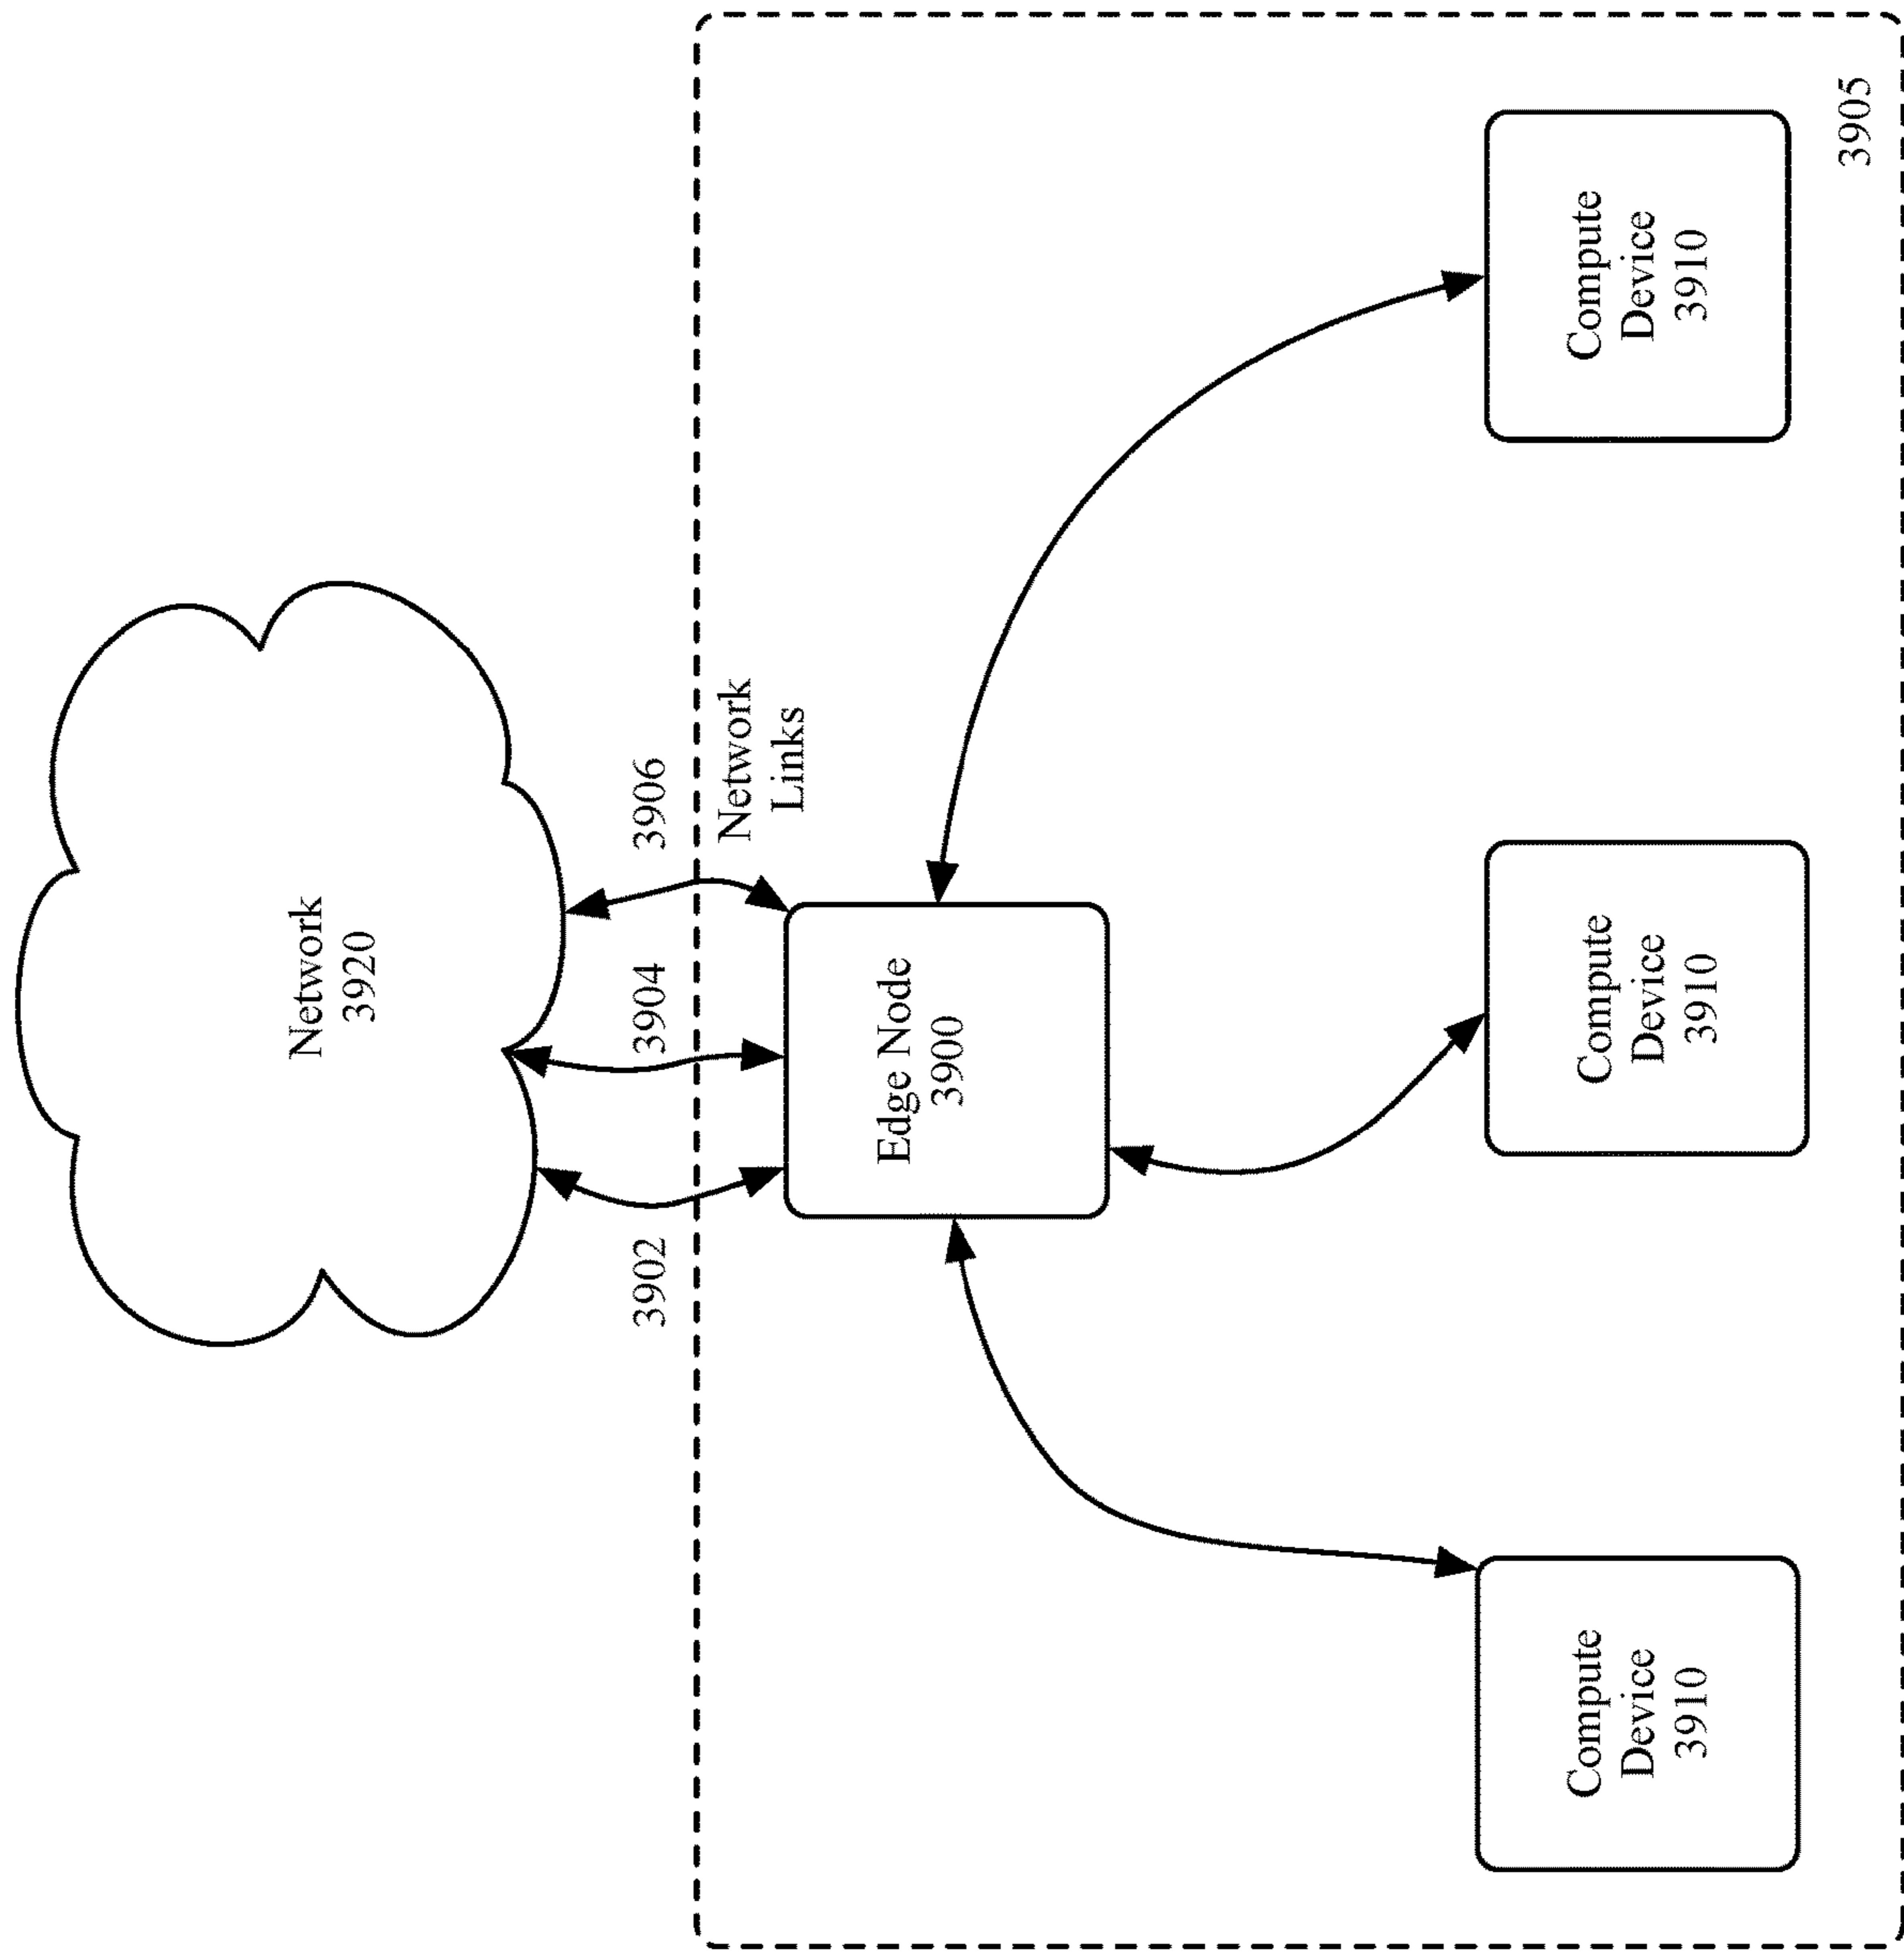 Network
3920
3902
3904
3906
Network
Links
Edge Node
3900
Compute
Device
3910
Compute
Device
3910
Compute
Device
3910
3905